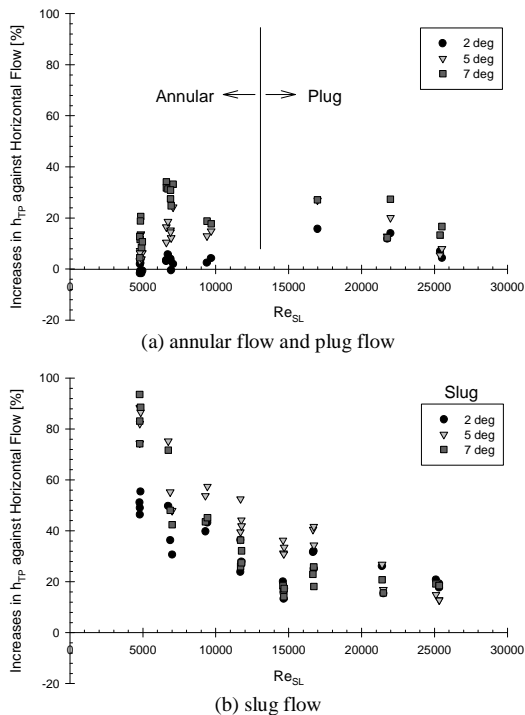 Increases in hTP against Horizontal Flow [%]
100
80
60
40
20
0
-20
Annular
Plug
2 deg
5 deg
7 deg
0
5000
10000
15000
20000
25000
30000
ReSL
(a) annular flow and plug flow
Increases in hTP against Horizontal Flow [%]
100
80
60
40
20
0
-20
Slug
2 deg
5 deg
7 deg
0
5000
10000
15000
20000
25000
30000
ReSL
(b) slug flow